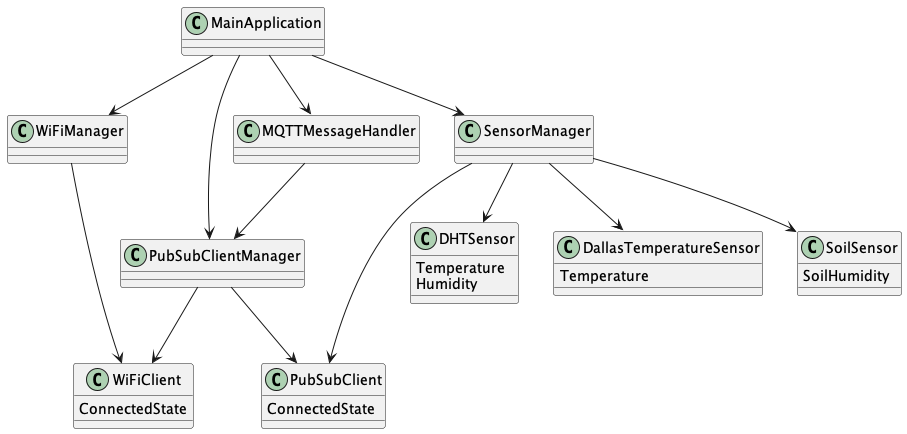 C MainApplication
C WiFiManager
C MQTTMessageHandler
C SensorManager
C PubSubClientManager
C DHTSensor
Temperature
Humidity
C DallasTemperatureSensor
Temperature
C SoilSensor
SoilHumidity
C WiFiClient
ConnectedState
C PubSubClient
ConnectedState